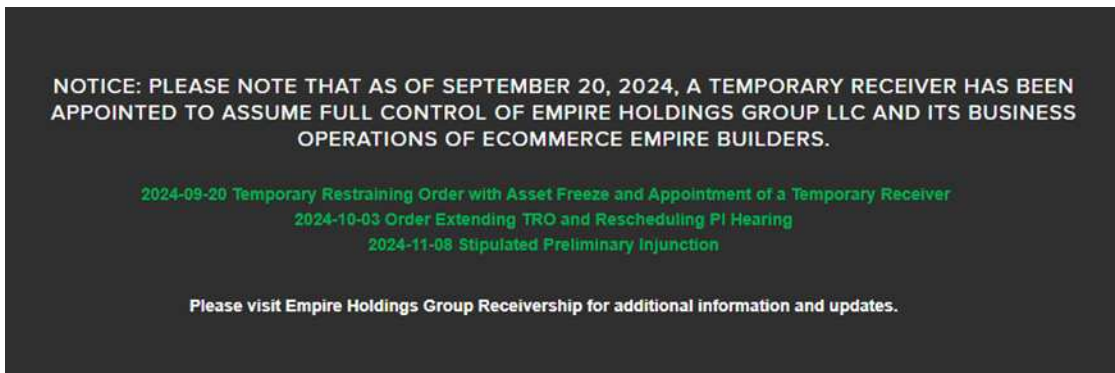 NOTICE: PLEASE NOTE THAT AS OF SEPTEMBER 20, 2024, A TEMPORARY RECEIVER HAS BEEN
APPOINTED TO ASSUME FULL CONTROL OF EMPIRE HOLDINGS GROUP LLC AND ITS BUSINESS
OPERATIONS OF ECOMMERCE EMPIRE BUILDERS.
2024-09-20 Temporary Restraining Order with Asset Freeze and Appointment of a Temporary Receiver
2024-10-03 Order Extending TRO and Rescheduling PI Hearing
2024-11-08 Stipulated Preliminary Injunction
Please visit Empire Holdings Group Receivership for additional information and updates.